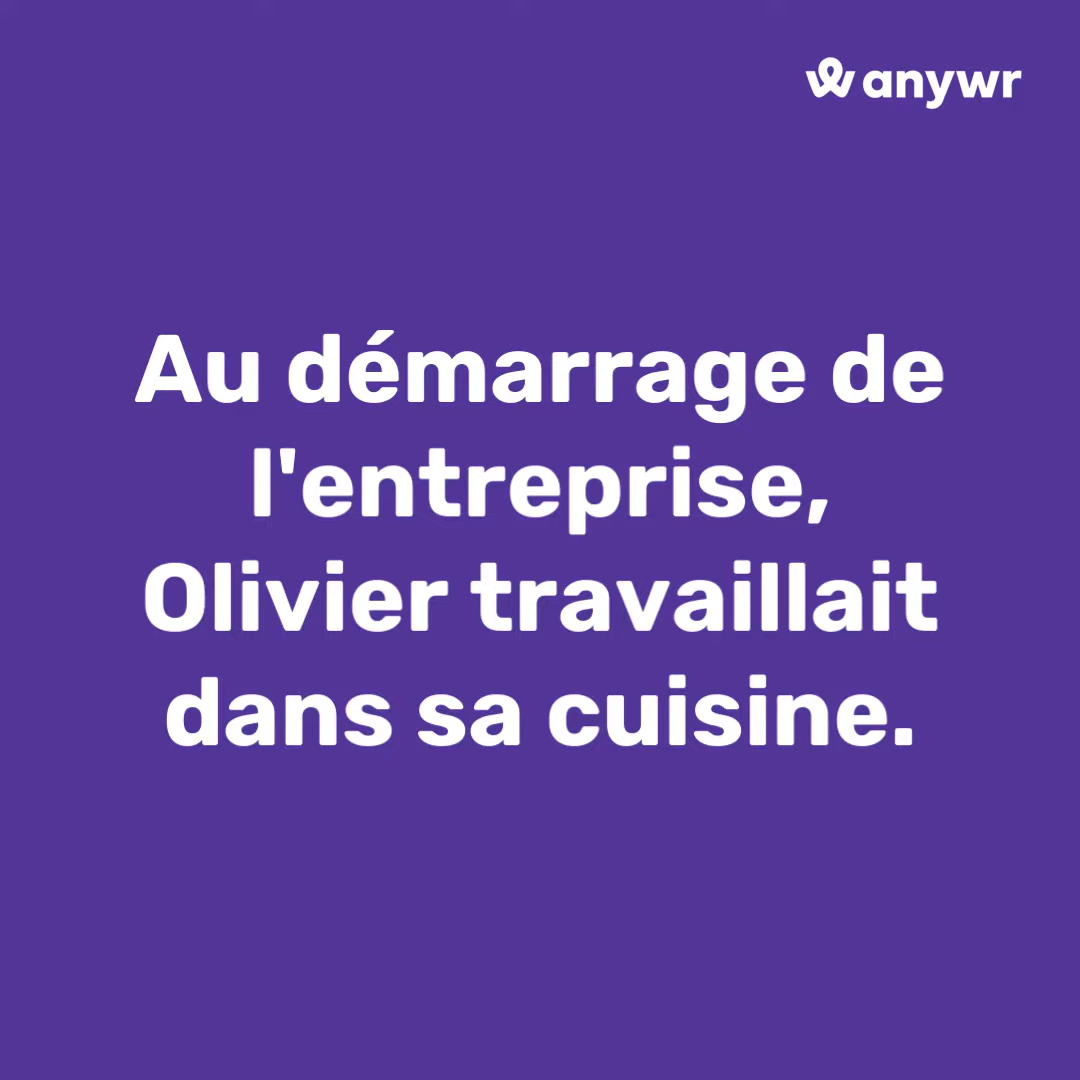 anywr
Au démarrage de
l'entreprise,
Olivier travaillait
dans sa cuisine.